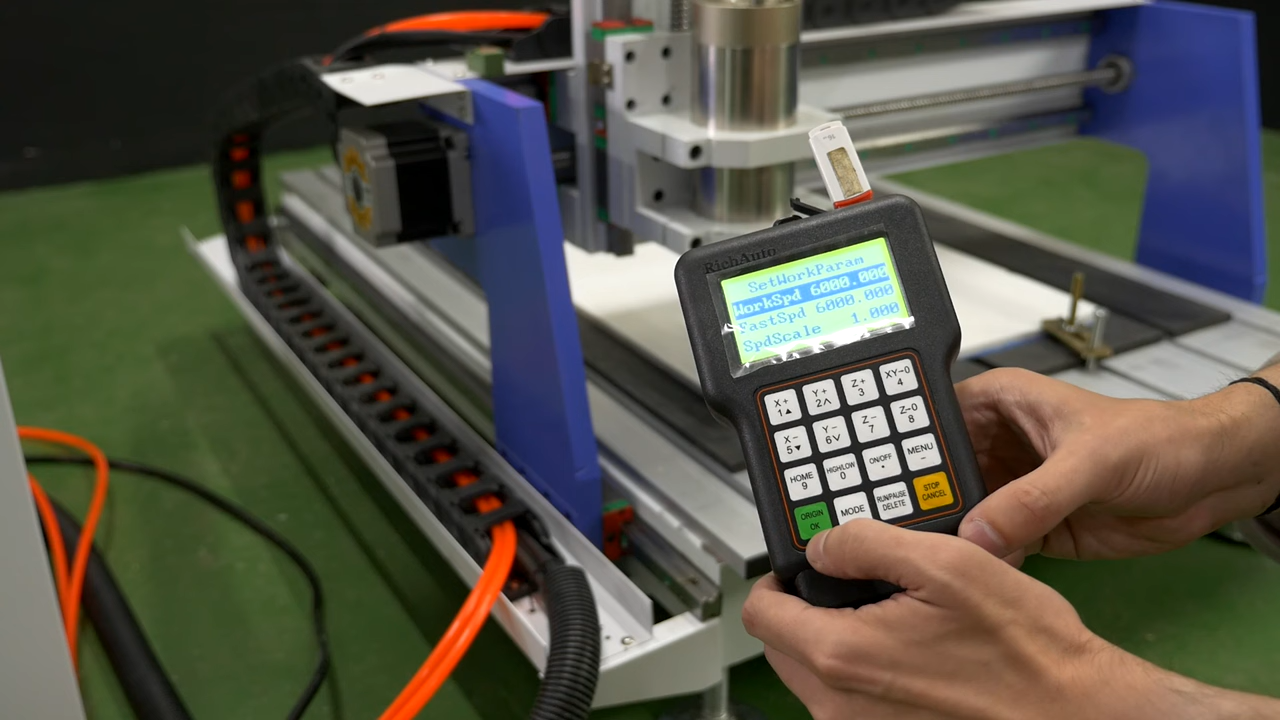 RichAuto
SetWorkParam
WorkSpd 6000.000
FastSpd 6000.000
SpdScale 1.000
X+ Y+ Z+ XY-0
1▲ 2∧ 3 4
X- Y- Z- Z-0
5▼ 6∨ 7 8
HOME HIGH/LOW ON/OFF MENU
9 0 • –
ORIGIN MODE RUN/PAUSE STOP
OK DELETE CANCEL